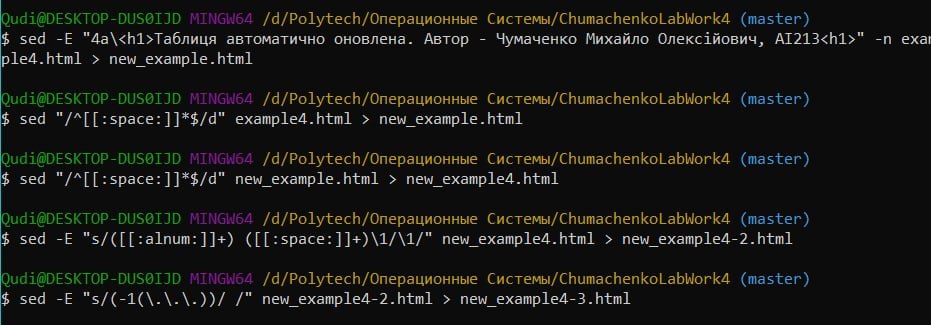 Qudi@DESKTOP-DUS0IJD MINGW64 /d/Polytech/Операционные Системы/ChumachenkoLabWork4 (master)
$ sed -E "4a\<h1>Таблиця автоматично оновлена. Автор - Чумаченко Михайло Олексійович, АІ213<h1>" -n exam
ple4.html > new_example.html
Qudi@DESKTOP-DUS0IJD MINGW64 /d/Polytech/Операционные Системы/ChumachenkoLabWork4 (master)
$ sed "/^[[:space:]]*$/d" example4.html > new_example.html
Qudi@DESKTOP-DUS0IJD MINGW64 /d/Polytech/Операционные Системы/ChumachenkoLabWork4 (master)
$ sed "/^[[:space:]]*$/d" new_example.html > new_example4.html
Qudi@DESKTOP-DUS0IJD MINGW64 /d/Polytech/Операционные Системы/ChumachenkoLabWork4 (master)
$ sed -E "s/([[:alnum:]]+) ([[:space:]]+)\1/\1/" new_example4.html > new_example4-2.html
Qudi@DESKTOP-DUS0IJD MINGW64 /d/Polytech/Операционные Системы/ChumachenkoLabWork4 (master)
$ sed -E "s/(-1(\.\.\.))/ /" new_example4-2.html > new_example4-3.html